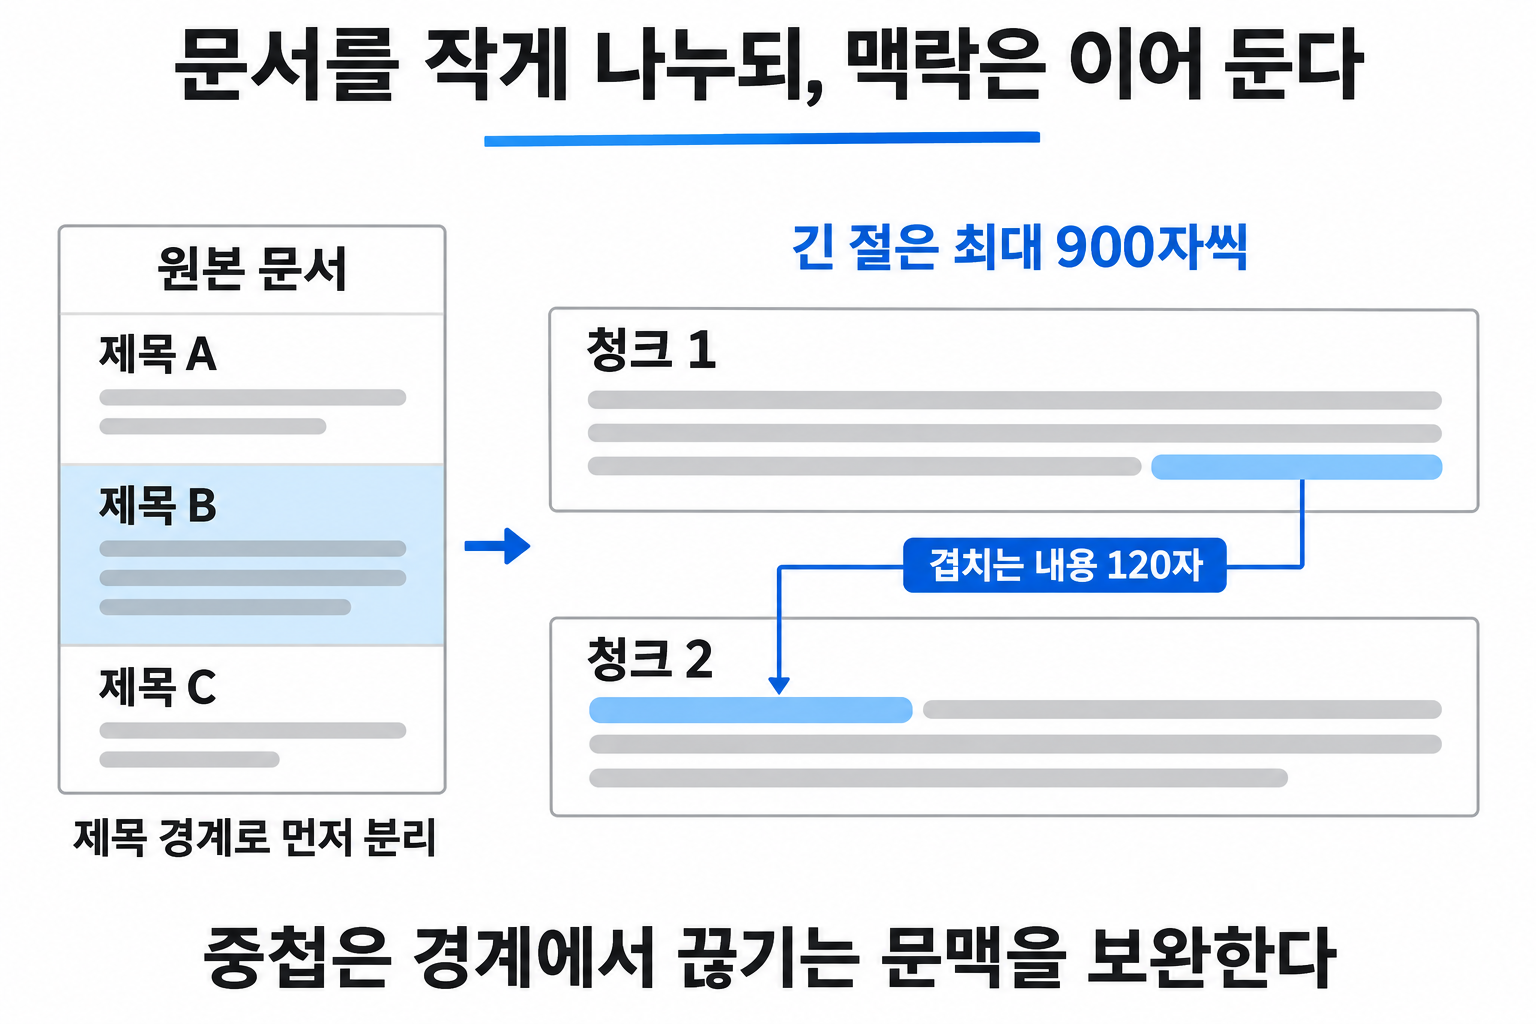 문서를 작게 나누되, 맥락은 이어 둔다
원본 문서
제목 A
제목 B
제목 C
제목 경계로 먼저 분리
긴 절은 최대 900자씩
청크 1
겹치는 내용 120자
청크 2
중첩은 경계에서 끊기는 문맥을 보완한다